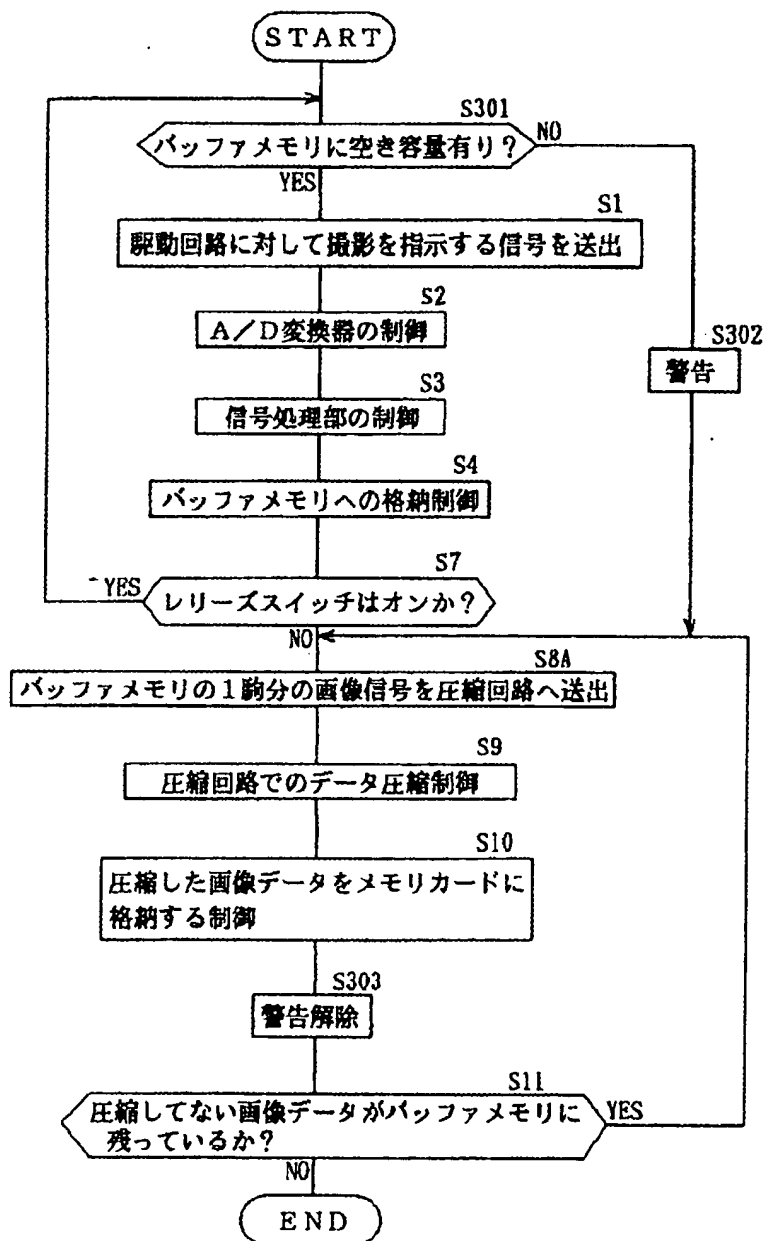 START
S301
バッファメモリに空き容量有り?
NO
YES
S1
駆動回路に対して撮影を指示する信号を送出
S2
A/D変換器の制御
S302
警告
S3
信号処理部の制御
S4
バッファメモリへの格納制御
S7
YES
レリーズスイッチはオンか?
NO
S8A
バッファメモリの1駒分の画像信号を圧縮回路へ送出
S9
圧縮回路でのデータ圧縮制御
S10
圧縮した画像データをメモリカードに
格納する制御
S303
警告解除
S11
圧縮してない画像データがバッファメモリに
残っているか?
YES
NO
END